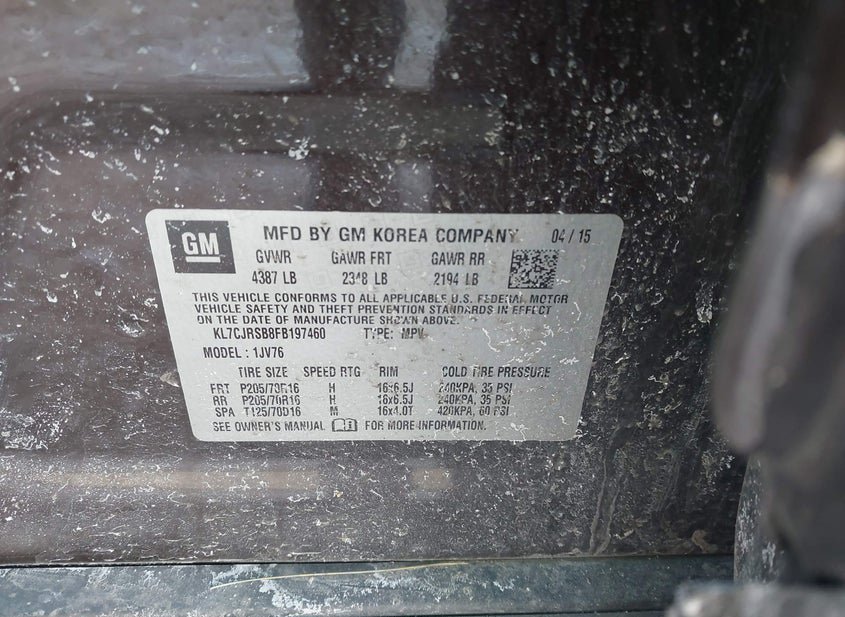 GM MFD BY GM KOREA COMPANY 04 / 15
GVWR GAWR FRT GAWR RR
4387 LB 2348 LB 2194 LB
THIS VEHICLE CONFORMS TO ALL APPLICABLE U.S. FEDERAL MOTOR
VEHICLE SAFETY AND THEFT PREVENTION STANDARDS IN EFFECT
ON THE DATE OF MANUFACTURE SHOWN ABOVE.
KL7CJRSB8FB197460 TYPE: MPV
MODEL : 1JV76
TIRE SIZE SPEED RTG RIM COLD TIRE PRESSURE
FRT P205/70R16 H 16x6.5J 240KPA, 35 PSI
RR P205/70R16 H 16x6.5J 240KPA, 35 PSI
SPA T125/70D16 M 16x4.0T 420KPA, 60 PSI
SEE OWNER'S MANUAL FOR MORE INFORMATION.